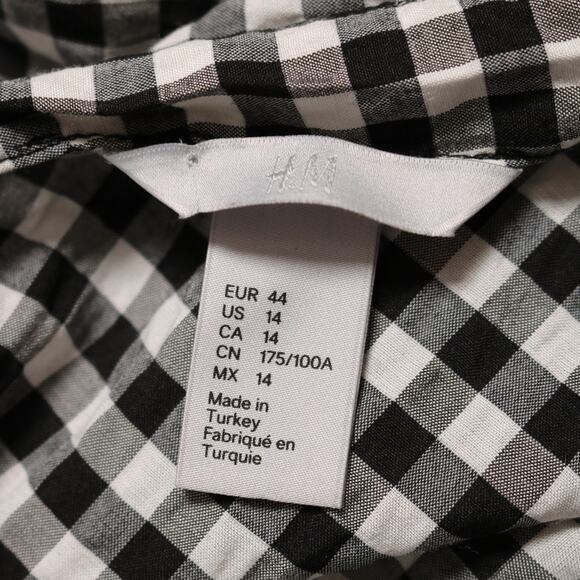 H&M
EUR 44
US 14
CA 14
CN 175/100A
MX 14
Made in
Turkey
Fabriqué en
Turquie